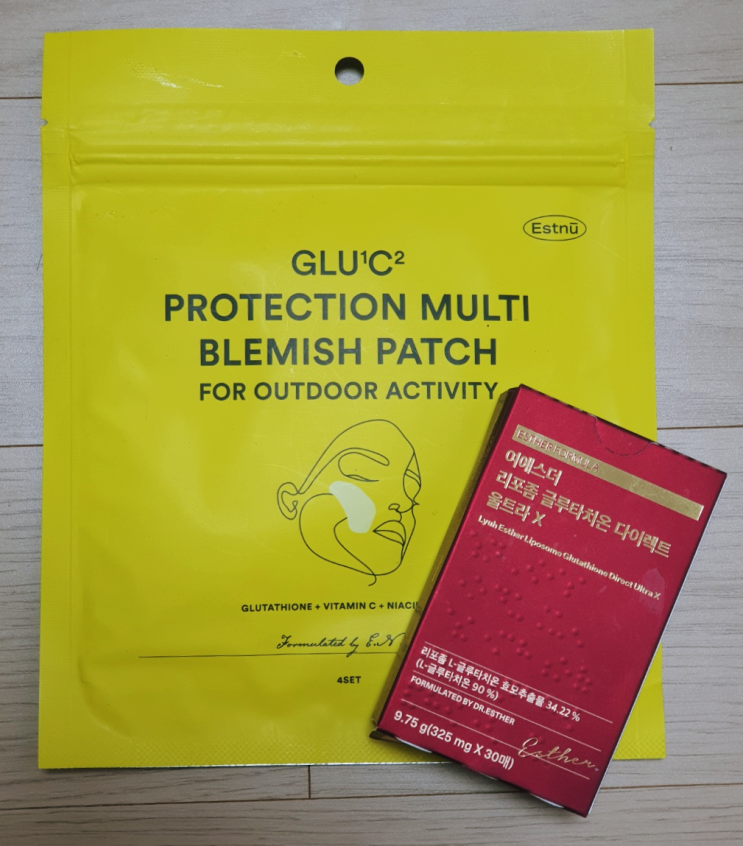 Estnū
GLU¹C²
PROTECTION MULTI
BLEMISH PATCH
FOR OUTDOOR ACTIVITY
GLUTATHIONE + VITAMIN C +
Formulated by
4SET
ESTHER FORMULA
여에스더
리포좀 글루타치온 다이렉트
울트라 X
Lyuh Esther Liposome Glutathione Direct Ultra X
리포좀 L-글루타치온 효모추출물 34.22 %
(L-글루타치온 90 %)
FORMULATED BY DR.ESTHER
9.75 g(325 mg X 30매)
Esther.